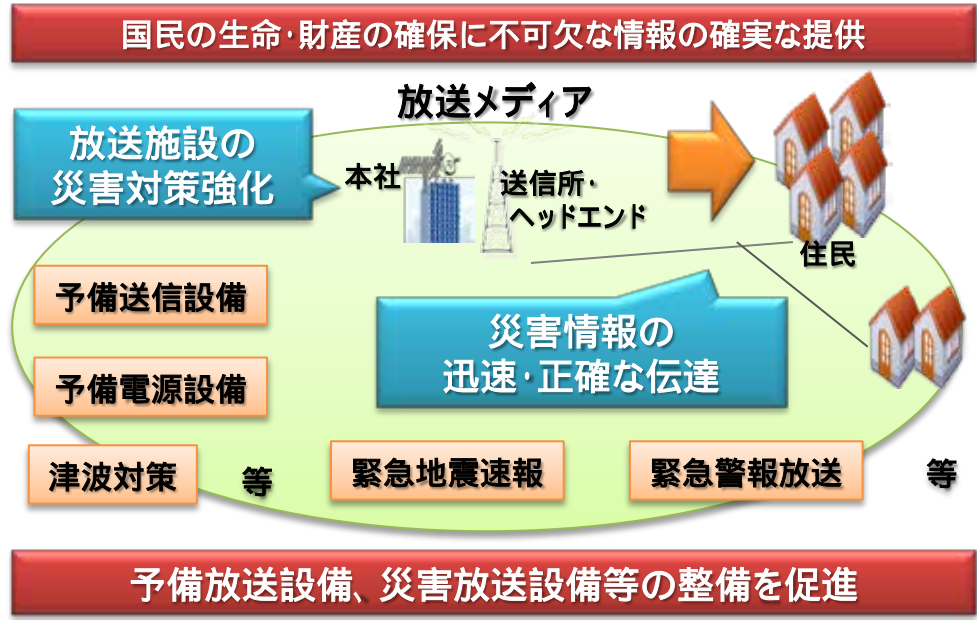 国民の生命・財産の確保に不可欠な情報の確実な提供
放送メディア
放送施設の
災害対策強化
本社
送信所・
ヘッドエンド
住民
予備送信設備
災害情報の
迅速・正確な伝達
予備電源設備
津波対策
等
緊急地震速報
緊急警報放送
等
予備放送設備、災害放送設備等の整備を促進